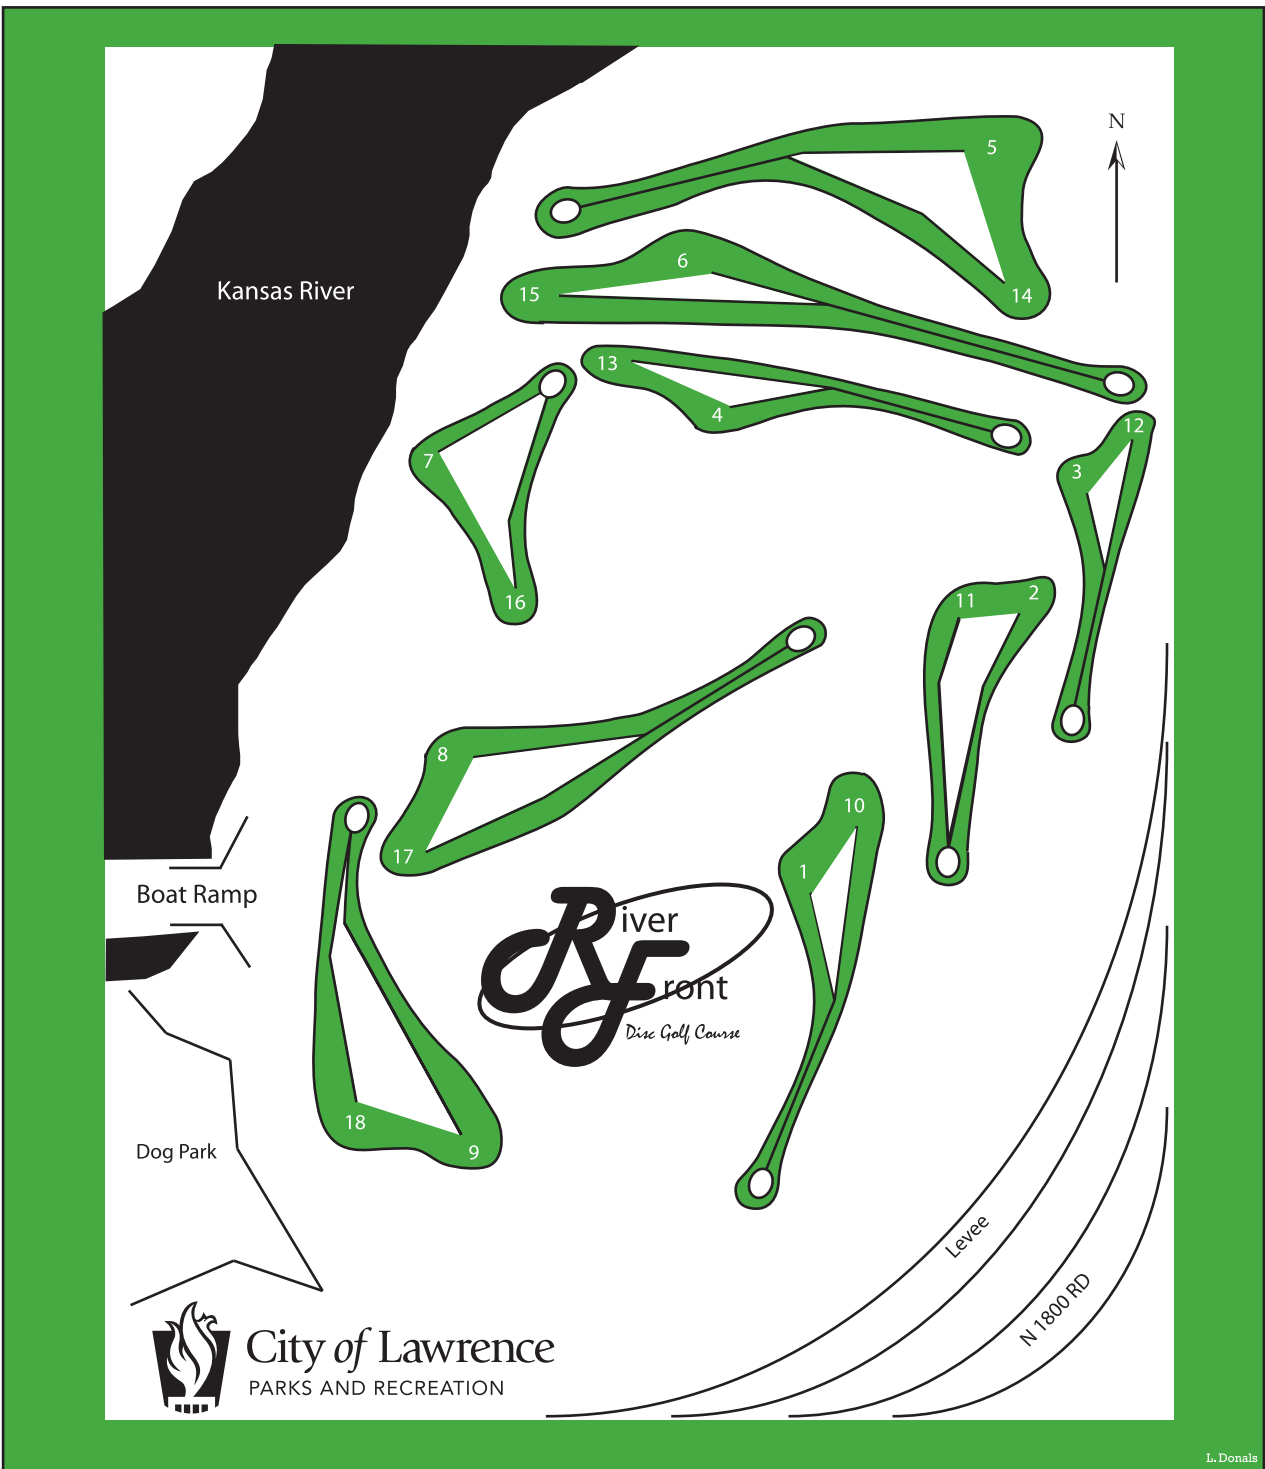 N
5
6
15
14
Kansas River
13
4
12
3
7
16
11
2
8
10
17
1
Boat Ramp
River
Front
Disc Golf Course
18
9
Dog Park
Levee
N 1800 RD
City of Lawrence
PARKS AND RECREATION
L. Donals